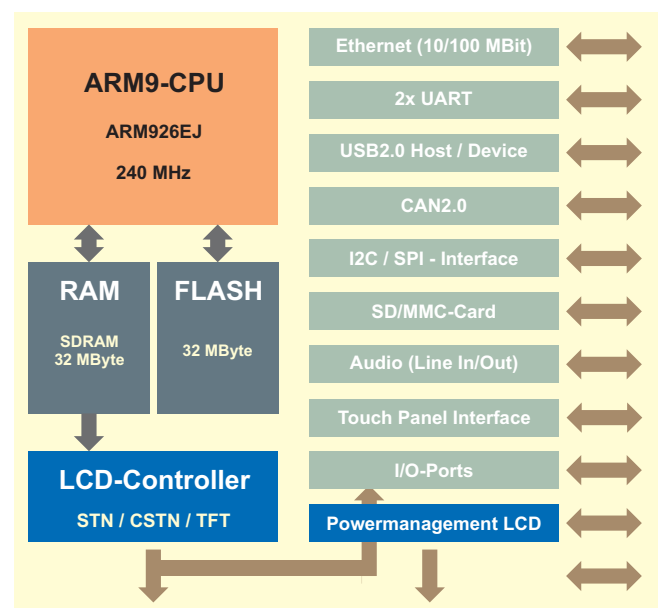 ARM9-CPU
ARM926EJ
240 MHz
RAM
SDRAM
32 MByte
FLASH
32 MByte
LCD-Controller
STN / CSTN / TFT
Ethernet (10/100 MBit)
2x UART
USB2.0 Host / Device
CAN2.0
I2C / SPI - Interface
SD/MMC-Card
Audio (Line In/Out)
Touch Panel Interface
I/O-Ports
Powermanagement LCD